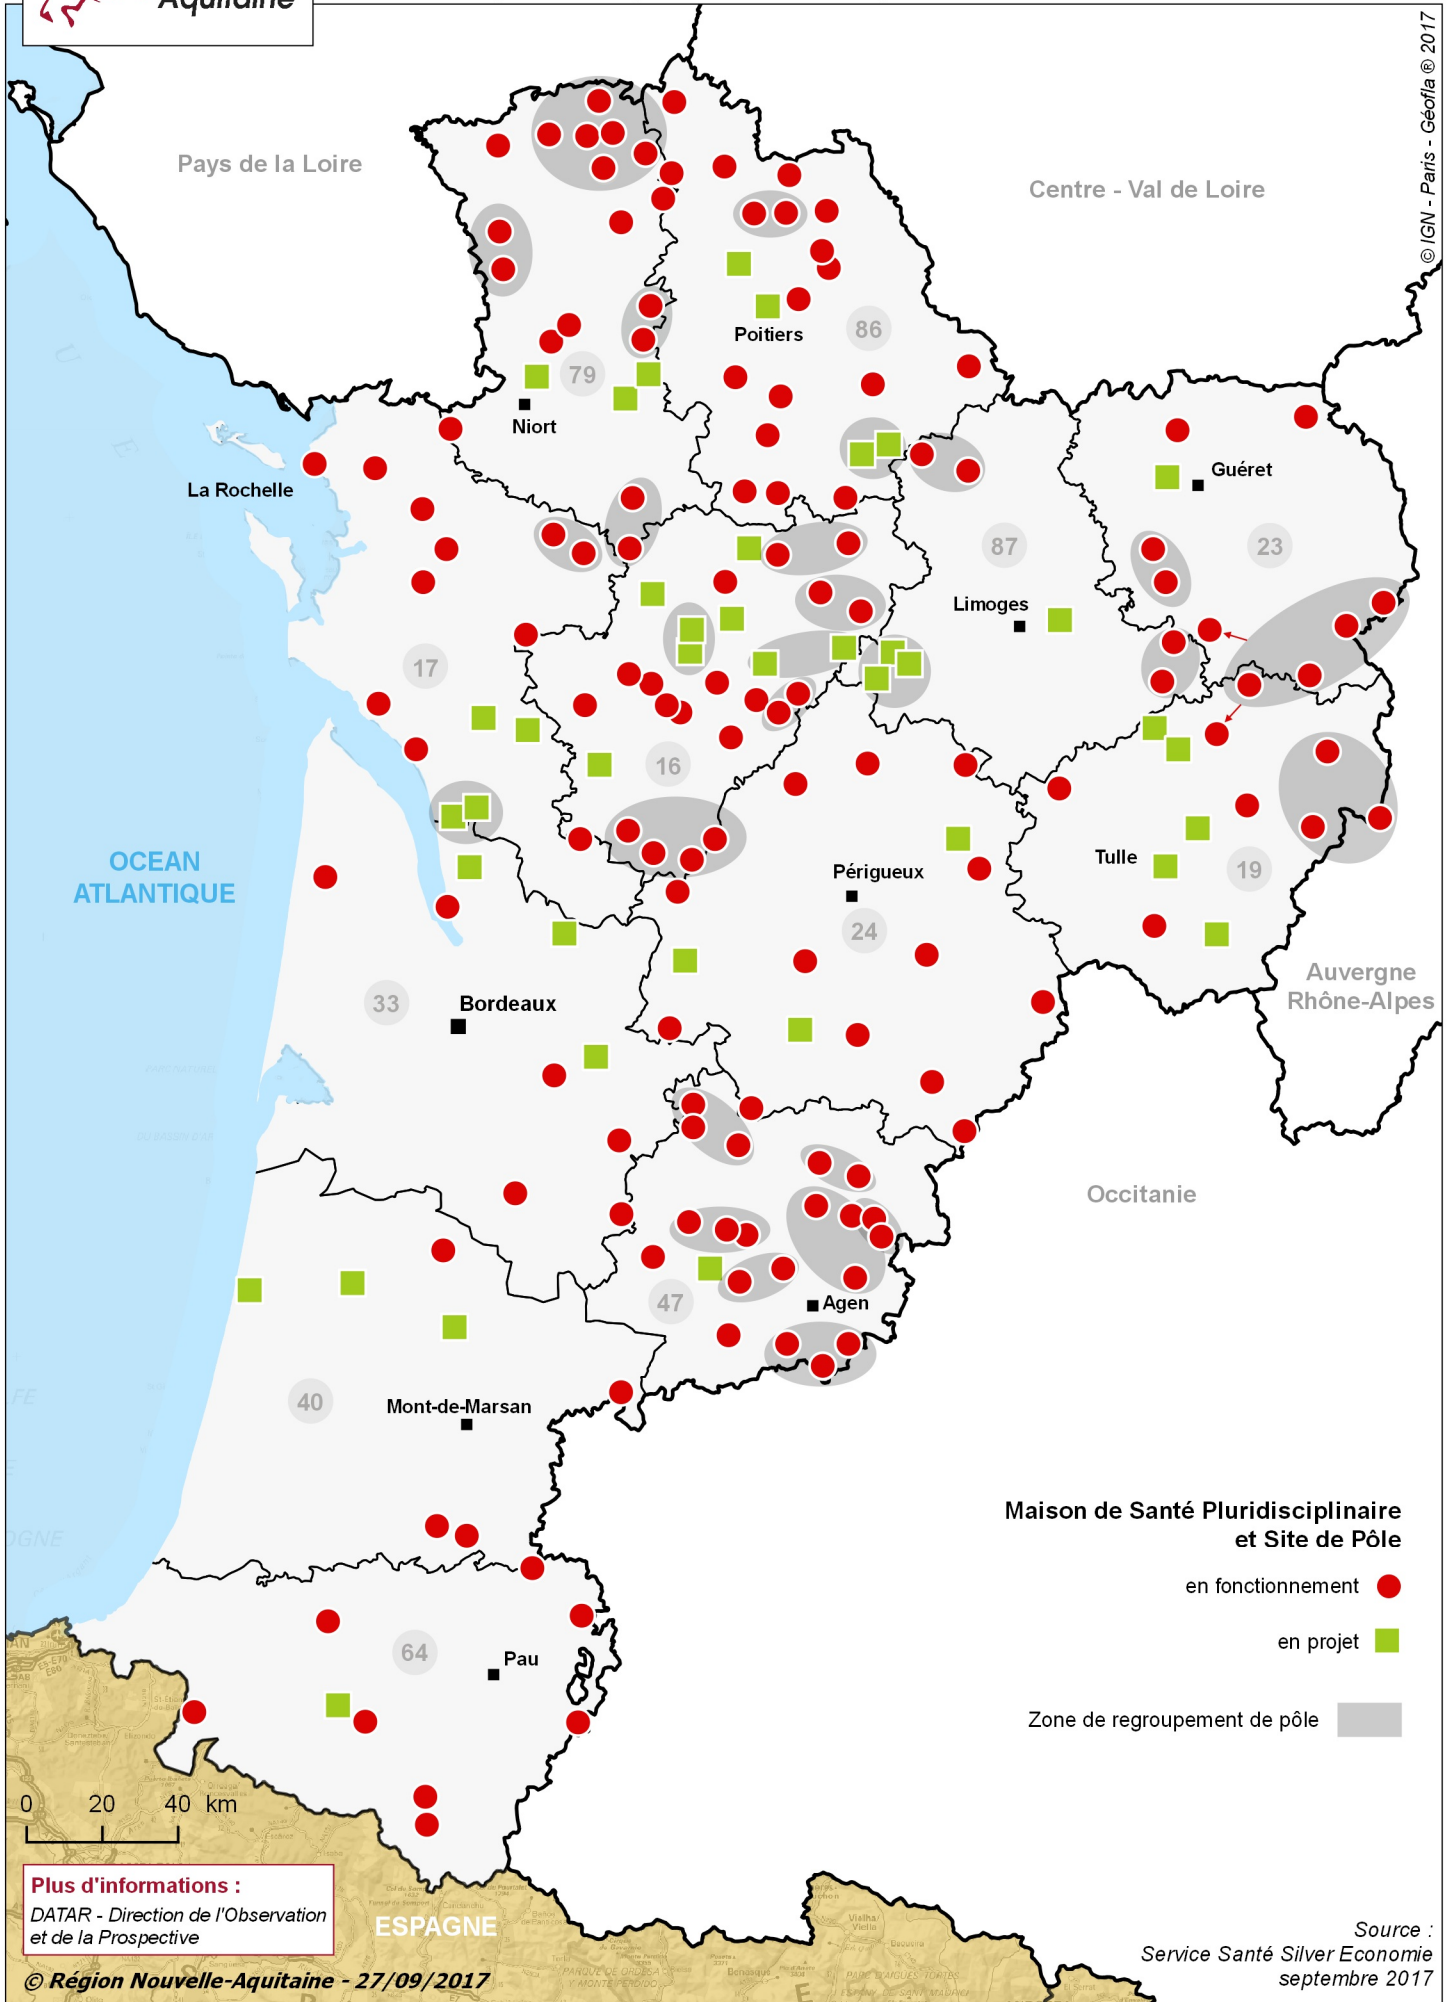 Aquitaine
© IGN - Paris - Géofla ® 2017
Pays de la Loire
Centre - Val de Loire
Poitiers
86
79
Niort
La Rochelle
Guéret
87
23
Limoges
17
16
OCEAN
ATLANTIQUE
Périgueux
Tulle
19
24
Auvergne
Rhône-Alpes
33
Bordeaux
Occitanie
47
Agen
40
Mont-de-Marsan
Maison de Santé Pluridisciplinaire
et Site de Pôle
en fonctionnement
en projet
Zone de regroupement de pôle
64
Pau
0 20 40 km
Plus d'informations :
DATAR - Direction de l'Observation
et de la Prospective
ESPAGNE
Source :
Service Santé Silver Economie
septembre 2017
© Région Nouvelle-Aquitaine - 27/09/2017